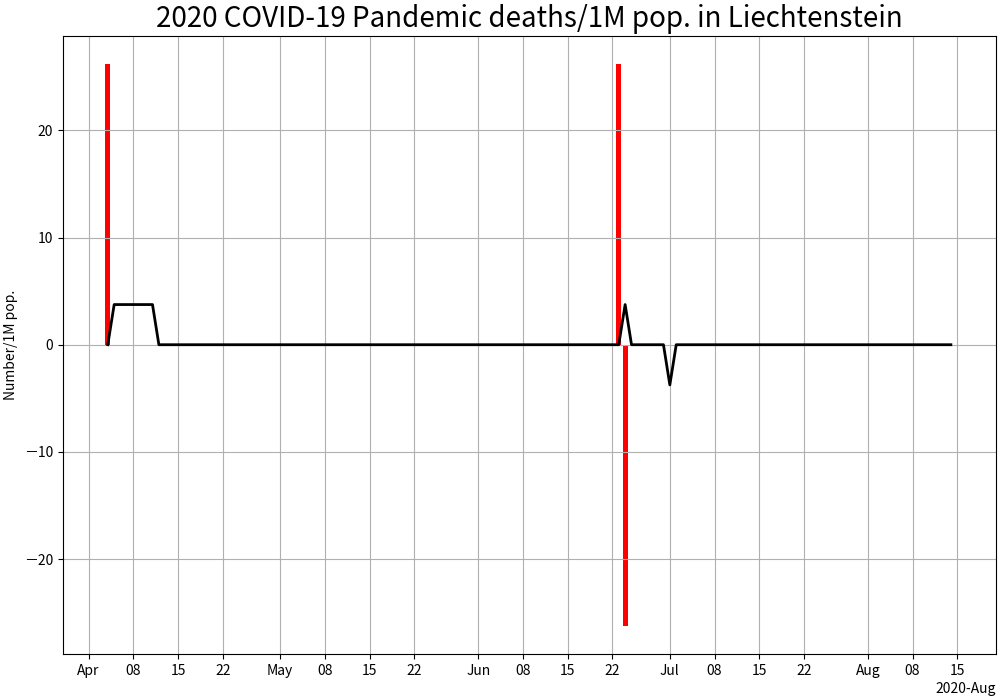 2020 COVID-19 Pandemic deaths/1M pop. in Liechtenstein
Number/1M pop.
20
10
0
−10
−20
Apr 08 15 22 May 08 15 22 Jun 08 15 22 Jul 08 15 22 Aug 08 15
2020-Aug